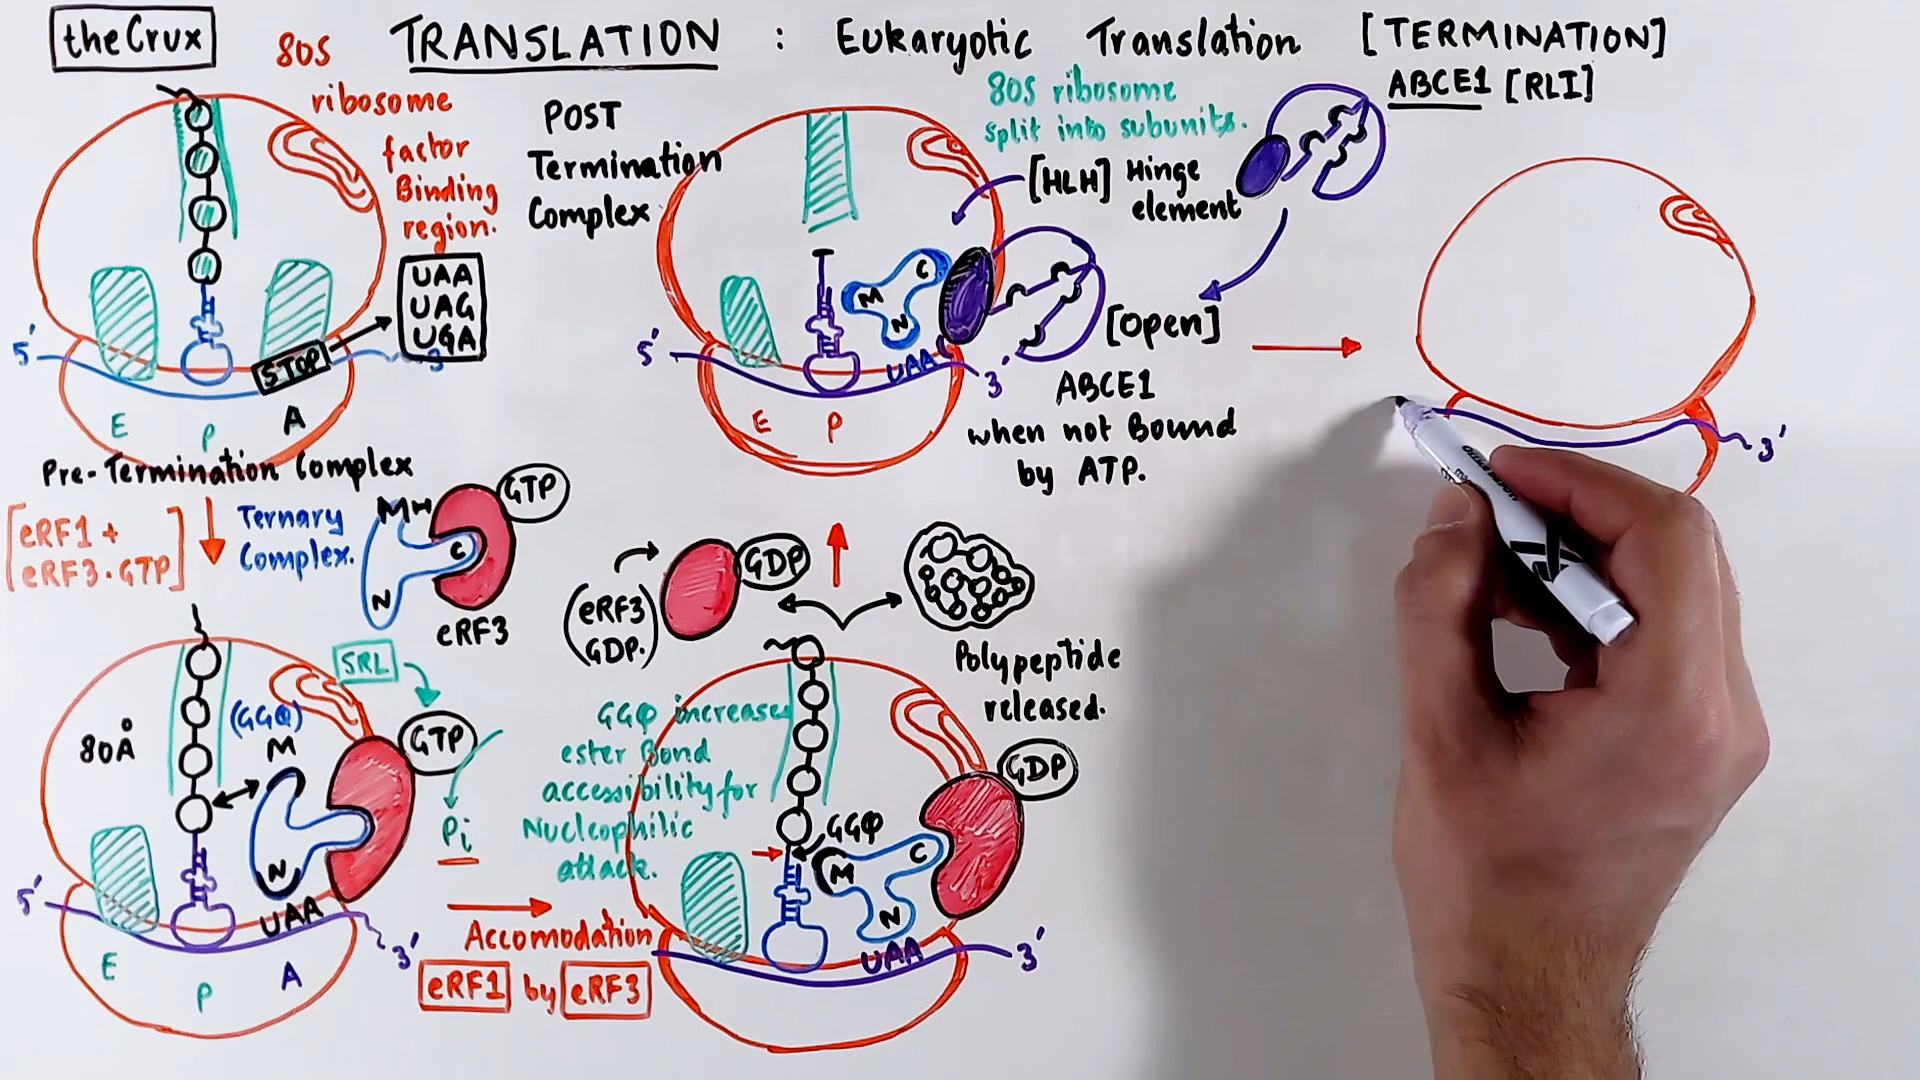 theCrux
TRANSLATION : Eukaryotic Translation [TERMINATION]
80S
ribosome
factor
Binding
region.
UAA
UAG
UGA
STOP
5'
3'
E
P
A
Pre-Termination Complex
[eRF1 +
eRF3.GTP]
Ternary
Complex.
M
H
C
N
GTP
eRF3
SRL
GTP
Pi
80Å
(GGQ)
M
N
UAA
5'
3'
E
P
A
Accomodation
eRF1 by eRF3
GGQ increases
ester Bond
accessibility for
Nucleophilic
attack.
GGQ
M
C
N
UAA
3'
GDP
(eRF3
GDP.)
GDP
Polypeptide
released.
POST
Termination
Complex
80S ribosome
split into subunits.
[HLH] Hinge
element
ABCE1 [RLI]
M
C
N
UAA
5'
3'
E
P
[Open]
ABCE1
when not Bound
by ATP.
3'